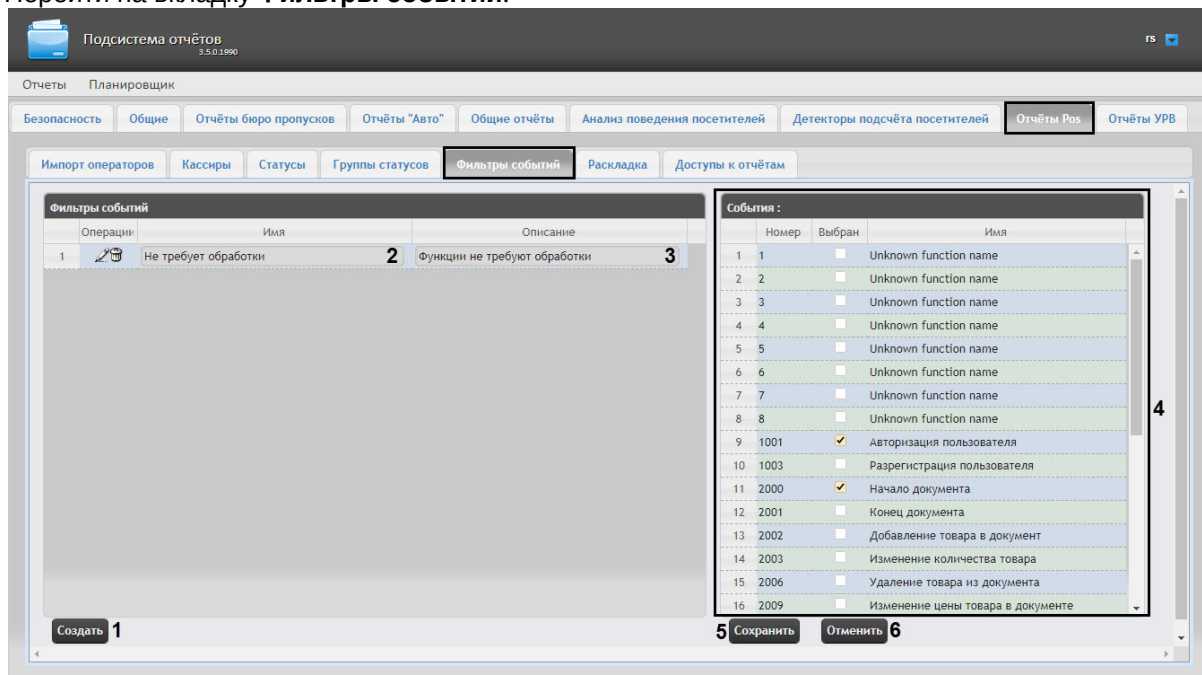 Перейти на вкладку Фильтры событий.
Подсистема отчётов
3.5.0.1990
rs
Отчеты Планировщик
Безопасность Общие Отчёты бюро пропусков Отчёты "Авто" Общие отчёты Анализ поведения посетителей Детекторы подсчёта посетителей Отчёты Pos Отчёты УРВ
Импорт операторов Кассиры Статусы Группы статусов Фильтры событий Раскладка Доступы к отчётам
Фильтры событий
Операции Имя Описание
1 Не требует обработки 2 Функции не требуют обработки 3
События :
Номер Выбран Имя
1 1 Unknown function name
2 2 Unknown function name
3 3 Unknown function name
4 4 Unknown function name
5 5 Unknown function name
6 6 Unknown function name
7 7 Unknown function name
8 8 Unknown function name
4
9 1001 Авторизация пользователя
10 1003 Разрегистрация пользователя
11 2000 Начало документа
12 2001 Конец документа
13 2002 Добавление товара в документ
14 2003 Изменение количества товара
15 2006 Удаление товара из документа
16 2009 Изменение цены товара в документе
Создать 1
5 Сохранить Отменить 6